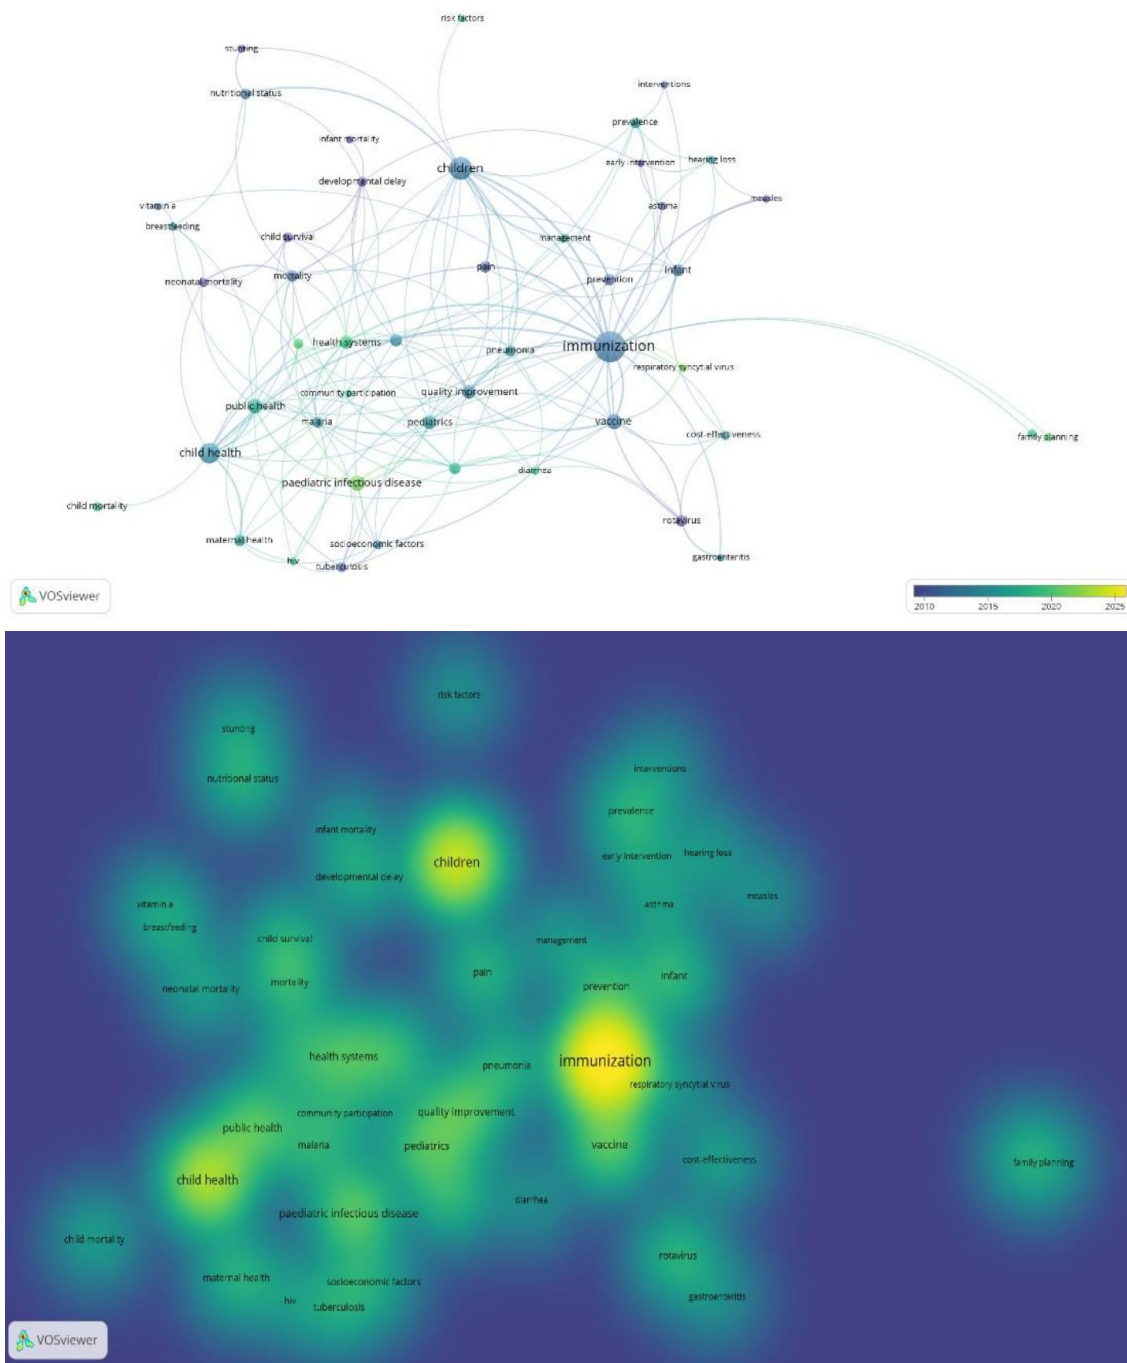 risk factors
stunting
nutritional status
interventions
prevalence
infant mortality
children
early intervention
hearing loss
developmental delay
vitamin a
asthma
measles
breastfeeding
child survival
management
neonatal mortality
mortality
pain
prevention
infant
health systems
pneumonia
immunization
respiratory syncytial virus
community participation
quality improvement
public health
malaria
pediatrics
vaccine
cost-effectiveness
family planning
child health
paediatric infectious disease
diarrhea
child mortality
rotavirus
maternal health
socioeconomic factors
hiv
tuberculosis
gastroenteritis
VOSviewer
2010 2015 2020 2025
risk factors
stunting
nutritional status
interventions
prevalence
infant mortality
children
early intervention
hearing loss
developmental delay
measles
vitamin a
asthma
breastfeeding
child survival
management
pain
infant
neonatal mortality
mortality
prevention
health systems
pneumonia
immunization
respiratory syncytial virus
community participation
quality improvement
public health
malaria
pediatrics
vaccine
cost-effectiveness
family planning
child health
diarrhea
paediatric infectious disease
child mortality
rotavirus
maternal health
socioeconomic factors
hiv
tuberculosis
gastroenteritis
VOSviewer